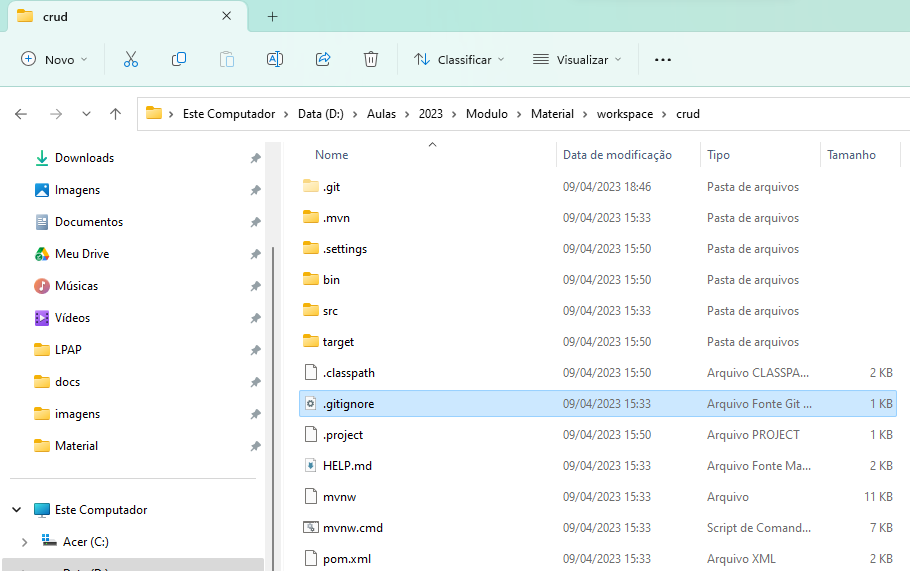 crud
Novo
Classificar
Visualizar
Este Computador
Data (D:)
Aulas
2023
Modulo
Material
workspace
crud
Downloads
Imagens
Documentos
Meu Drive
Músicas
Vídeos
LPAP
docs
imagens
Material
Este Computador
Acer (C:)
Nome Data de modificação Tipo Tamanho
.git 09/04/2023 18:46 Pasta de arquivos
.mvn 09/04/2023 15:33 Pasta de arquivos
.settings 09/04/2023 15:50 Pasta de arquivos
bin 09/04/2023 15:50 Pasta de arquivos
src 09/04/2023 15:33 Pasta de arquivos
target 09/04/2023 15:50 Pasta de arquivos
.classpath 09/04/2023 15:50 Arquivo CLASSPA... 2 KB
.gitignore 09/04/2023 15:33 Arquivo Fonte Git ... 1 KB
.project 09/04/2023 15:50 Arquivo PROJECT 1 KB
HELP.md 09/04/2023 15:33 Arquivo Fonte Ma... 2 KB
mvnw 09/04/2023 15:33 Arquivo 11 KB
mvnw.cmd 09/04/2023 15:33 Script de Comand... 7 KB
pom.xml 09/04/2023 15:33 Arquivo XML 2 KB